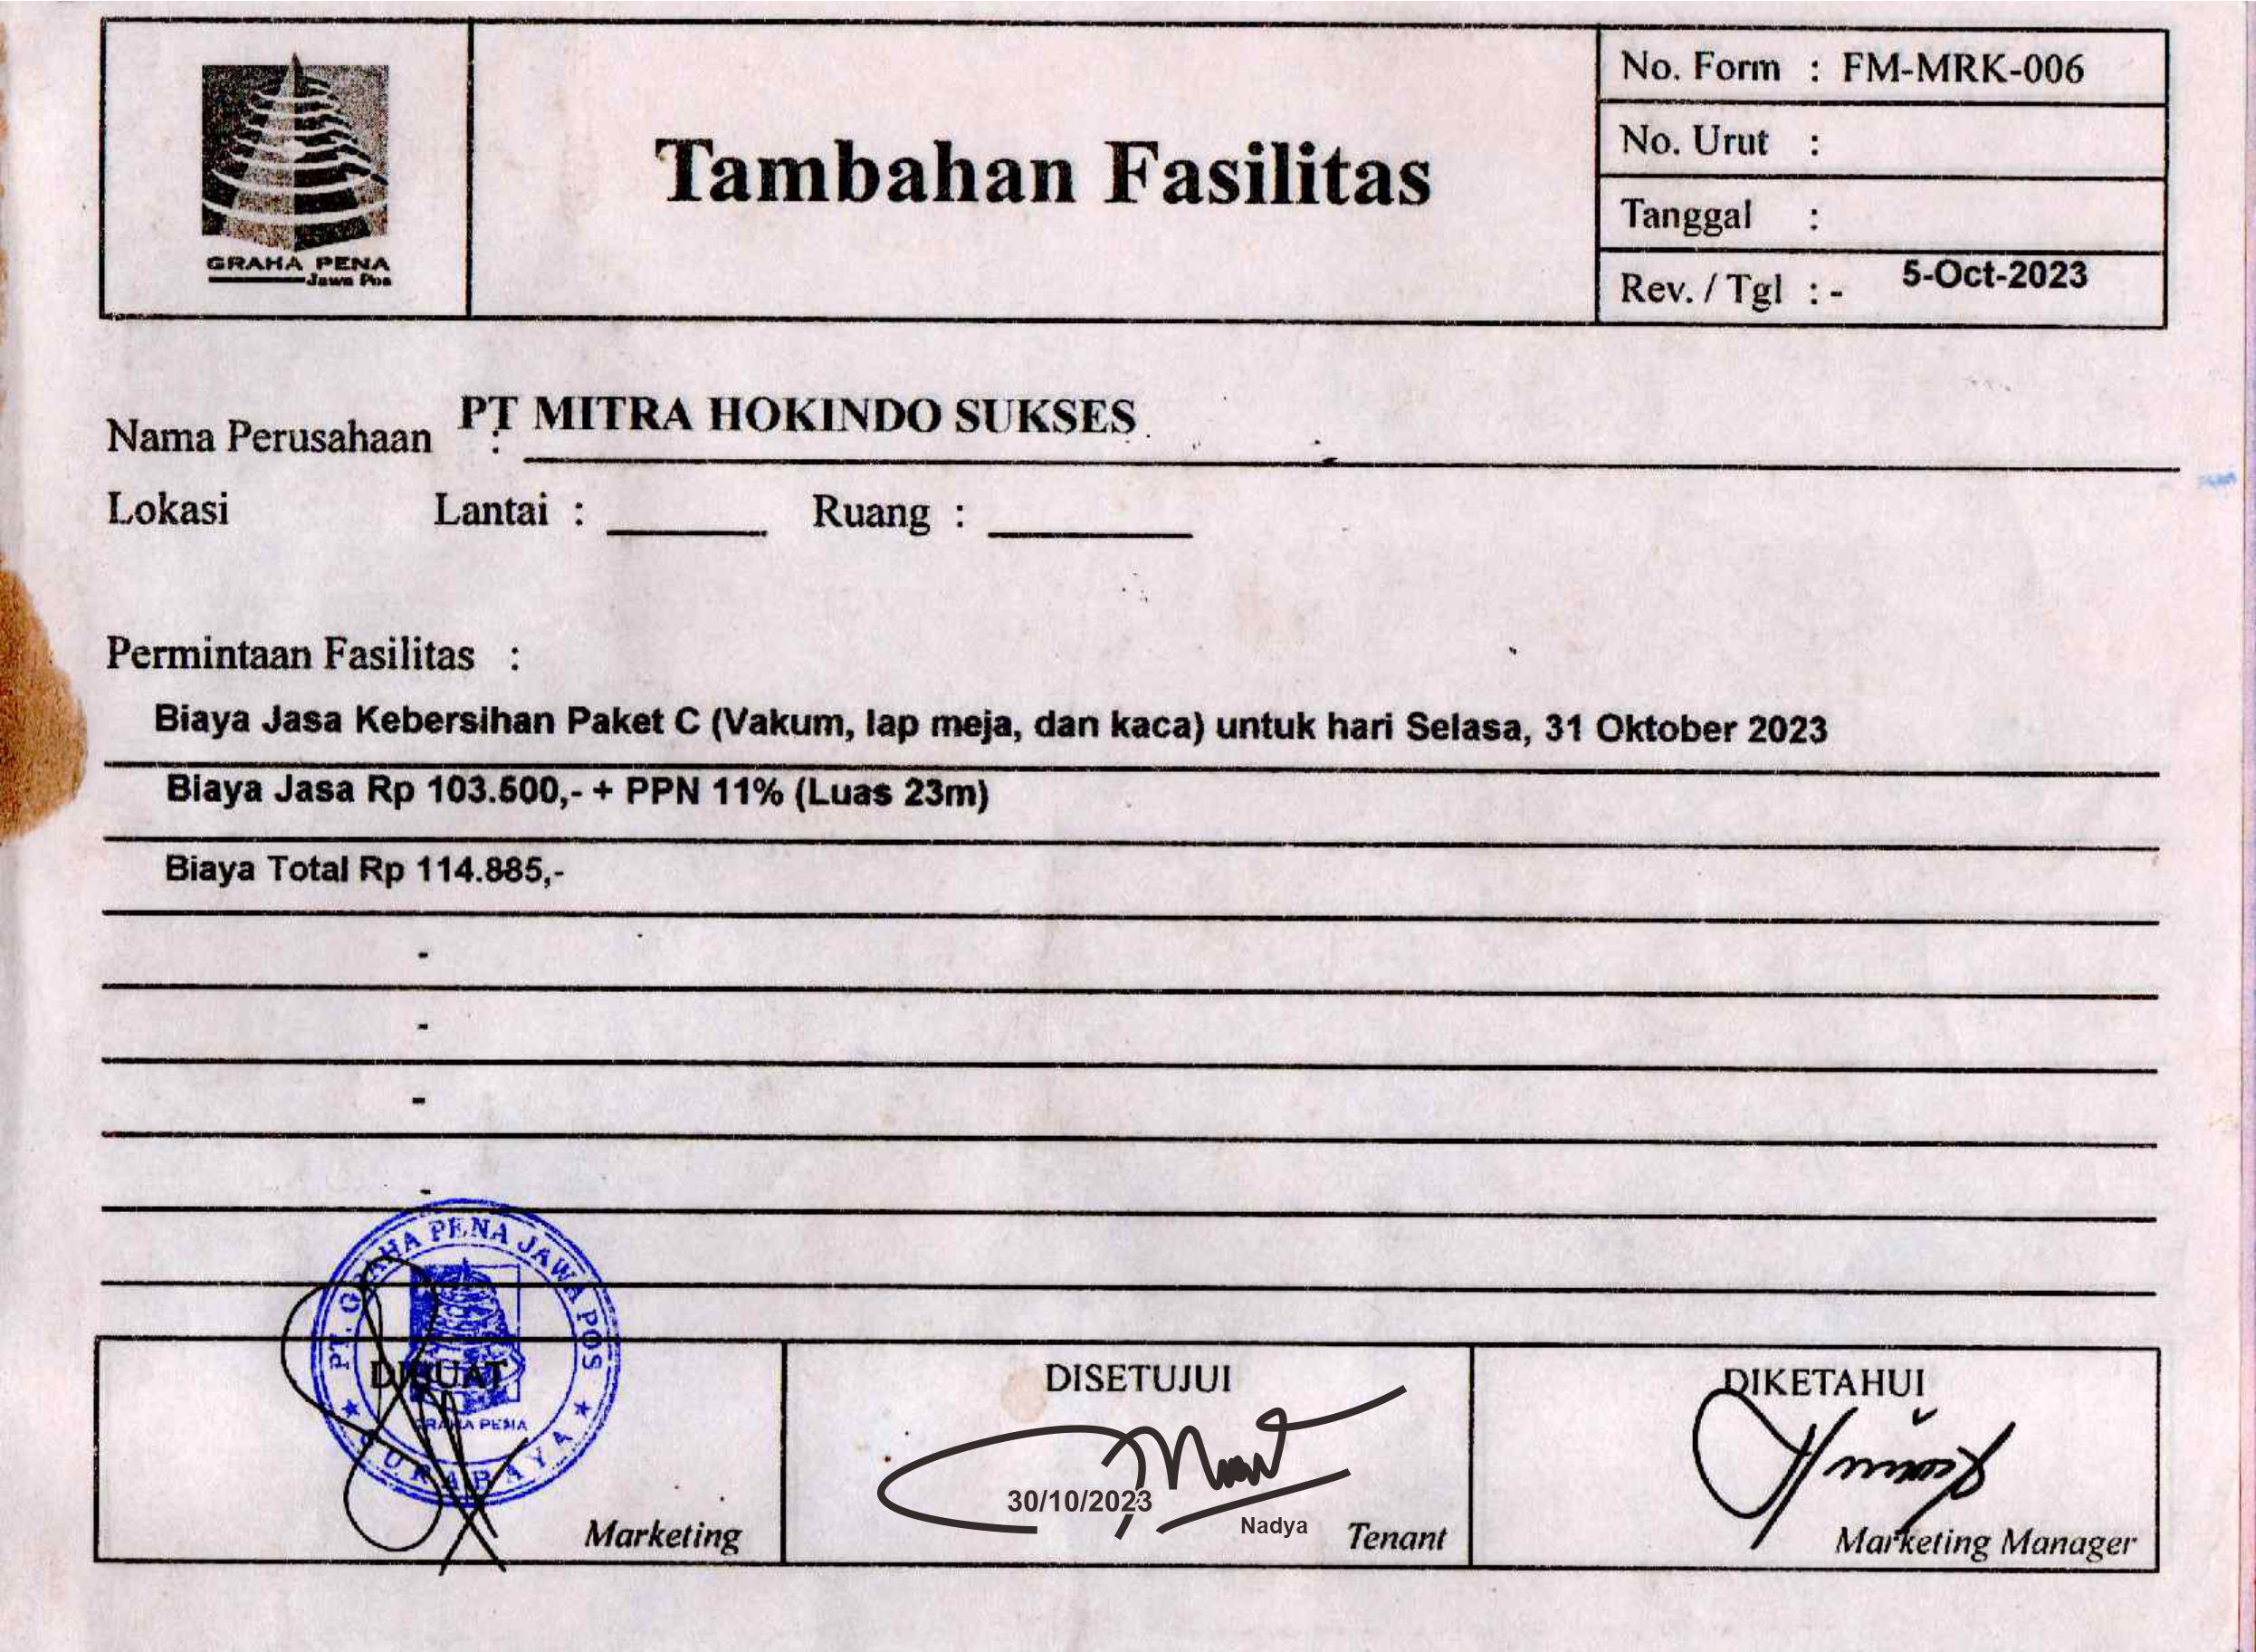 GRAHA PENA
Jawa Pos
Tambahan Fasilitas
No. Form : FM-MRK-006
No. Urut :
Tanggal :
Rev. / Tgl : - 5-Oct-2023
Nama Perusahaan : PT MITRA HOKINDO SUKSES
Lokasi Lantai : Ruang :
Permintaan Fasilitas :
Biaya Jasa Kebersihan Paket C (Vakum, lap meja, dan kaca) untuk hari Selasa, 31 Oktober 2023
Biaya Jasa Rp 103.500,- + PPN 11% (Luas 23m)
Biaya Total Rp 114.885,-
-
-
-
-
PT. GRAHA PENA JAWA POS
GRAHA PENA
SURABAYA
DIBUAT
Marketing
DISETUJUI
30/10/2023
Nadya
Tenant
DIKETAHUI
Marketing Manager